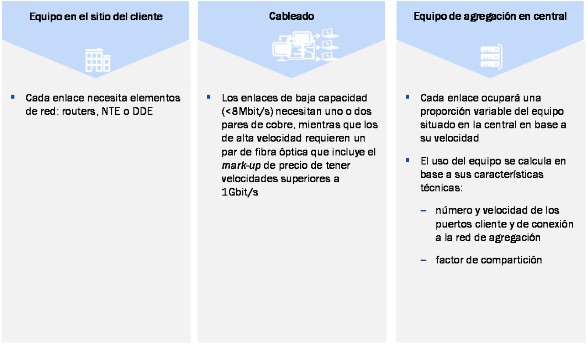 Equipo en el sitio del cliente
Cada enlace necesita elementos
de red: routers, NTE o DDE
Cableado
Los enlaces de baja capacidad
(<8Mbit/s) necesitan uno o dos
pares de cobre, mientras que los
de alta velocidad requieren un
par de fibra óptica que incluye el
mark-up de precio de tener
velocidades superiores a
1Gbit/s
Equipo de agregación en central
Cada enlace ocupará una
proporción variable del equipo
situado en la central en base a
su velocidad
El uso del equipo se calcula en
base a sus características
técnicas:
– número y velocidad de los
puertos cliente y de conexión
a la red de agregación
– factor de compartición